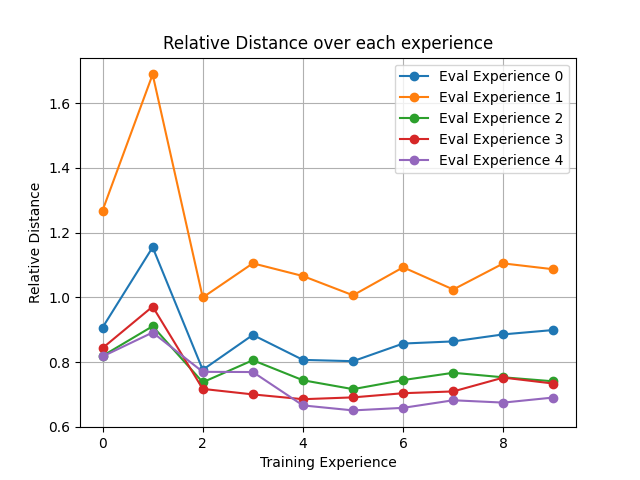 Relative Distance over each experience
Eval Experience 0
Eval Experience 1
Eval Experience 2
Eval Experience 3
Eval Experience 4
Relative Distance
1.6
1.4
1.2
1.0
0.8
0.6
0 2 4 6 8
Training Experience